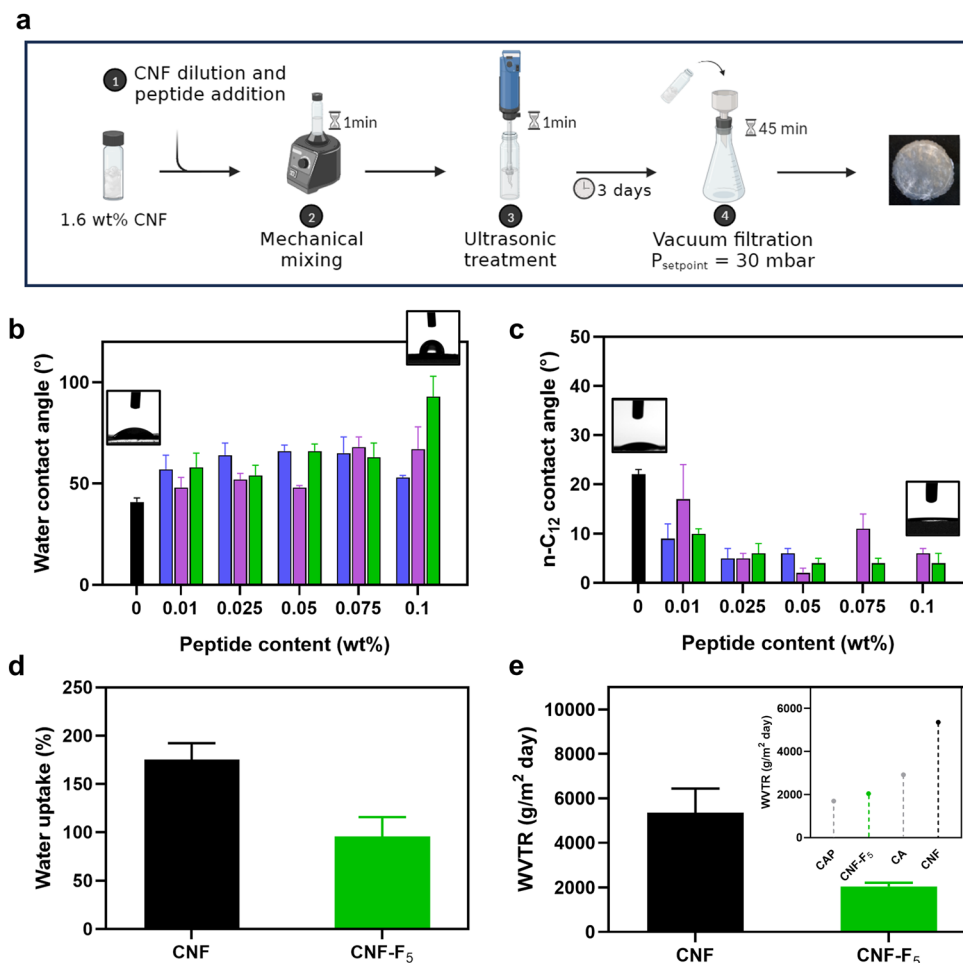 a
1 CNF dilution and
peptide addition
1min
1min
45 min
3 days
1.6 wt% CNF
2
3
4
Mechanical
mixing
Ultrasonic
treatment
Vacuum filtration
Psetpoint = 30 mbar
b
Water contact angle (°)
100
50
0
0 0.01 0.025 0.05 0.075 0.1
Peptide content (wt%)
c
n-C12 contact angle (°)
50
40
30
20
10
0
0 0.01 0.025 0.05 0.075 0.1
Peptide content (wt%)
d
Water uptake (%)
250
200
150
100
50
0
CNF CNF-F5
e
WVTR (g/m2 day)
10000
8000
6000
4000
2000
0
CNF CNF-F5
WVTR (g/m2 day)
6000
4000
2000
0
CAP CNF-F5 CA CNF